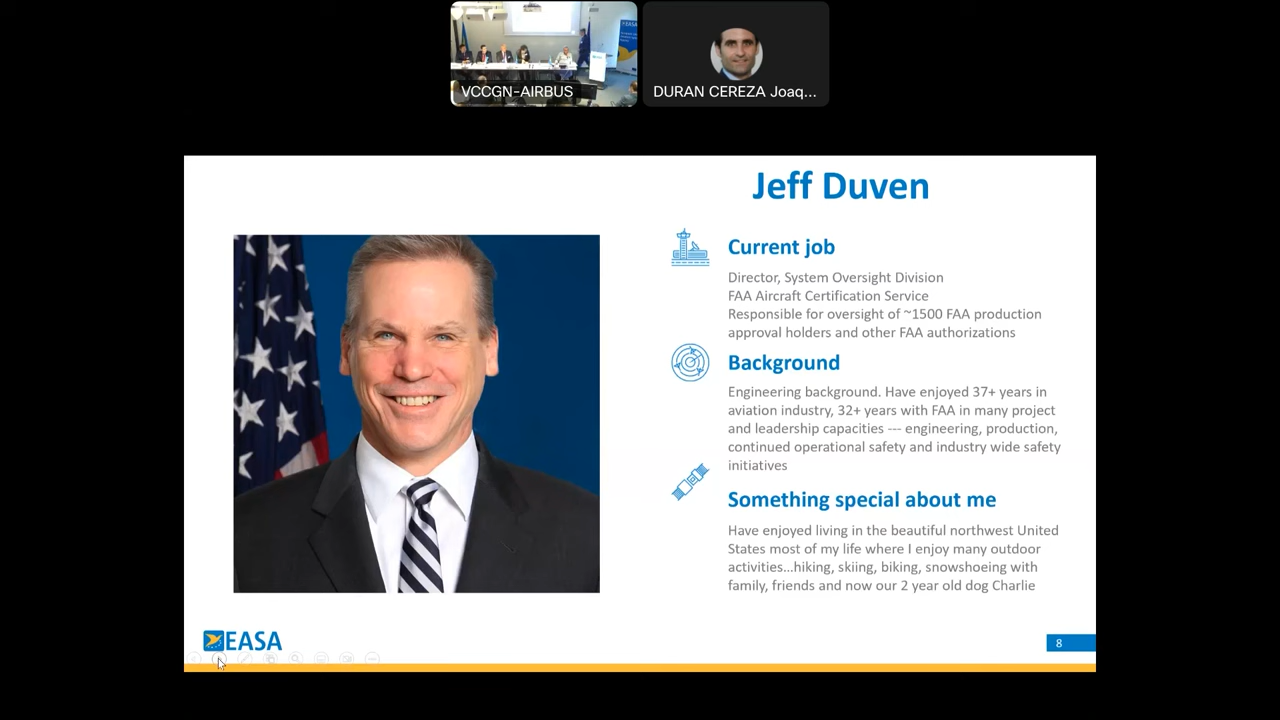 EASA
VCCGN-AIRBUS
DURAN CEREZA Joaq...
Jeff Duven
Current job
Director, System Oversight Division
FAA Aircraft Certification Service
Responsible for oversight of ~1500 FAA production
approval holders and other FAA authorizations
Background
Engineering background. Have enjoyed 37+ years in
aviation industry, 32+ years with FAA in many project
and leadership capacities --- engineering, production,
continued operational safety and industry wide safety
initiatives
Something special about me
Have enjoyed living in the beautiful northwest United
States most of my life where I enjoy many outdoor
activities...hiking, skiing, biking, snowshoeing with
family, friends and now our 2 year old dog Charlie
EASA
8